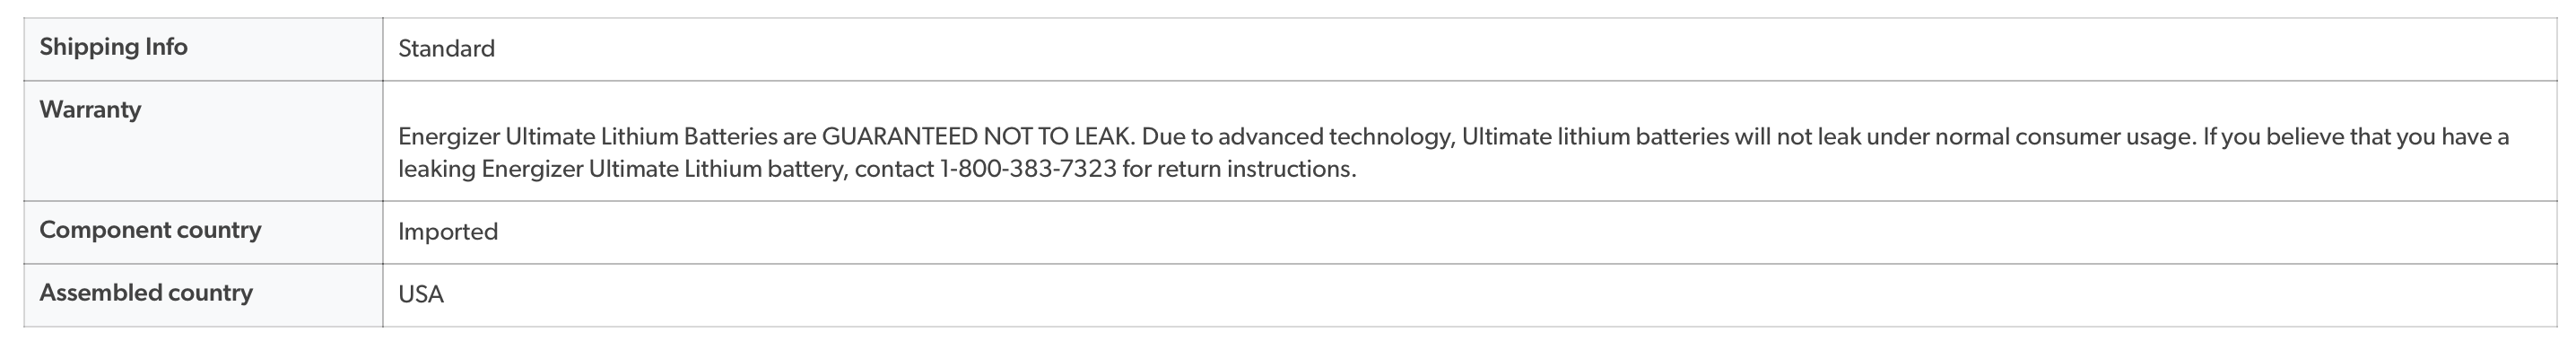 Shipping Info
Standard
Warranty
Energizer Ultimate Lithium Batteries are GUARANTEED NOT TO LEAK. Due to advanced technology, Ultimate lithium batteries will not leak under normal consumer usage. If you believe that you have a
leaking Energizer Ultimate Lithium battery, contact 1-800-383-7323 for return instructions.
Component country
Imported
Assembled country
USA